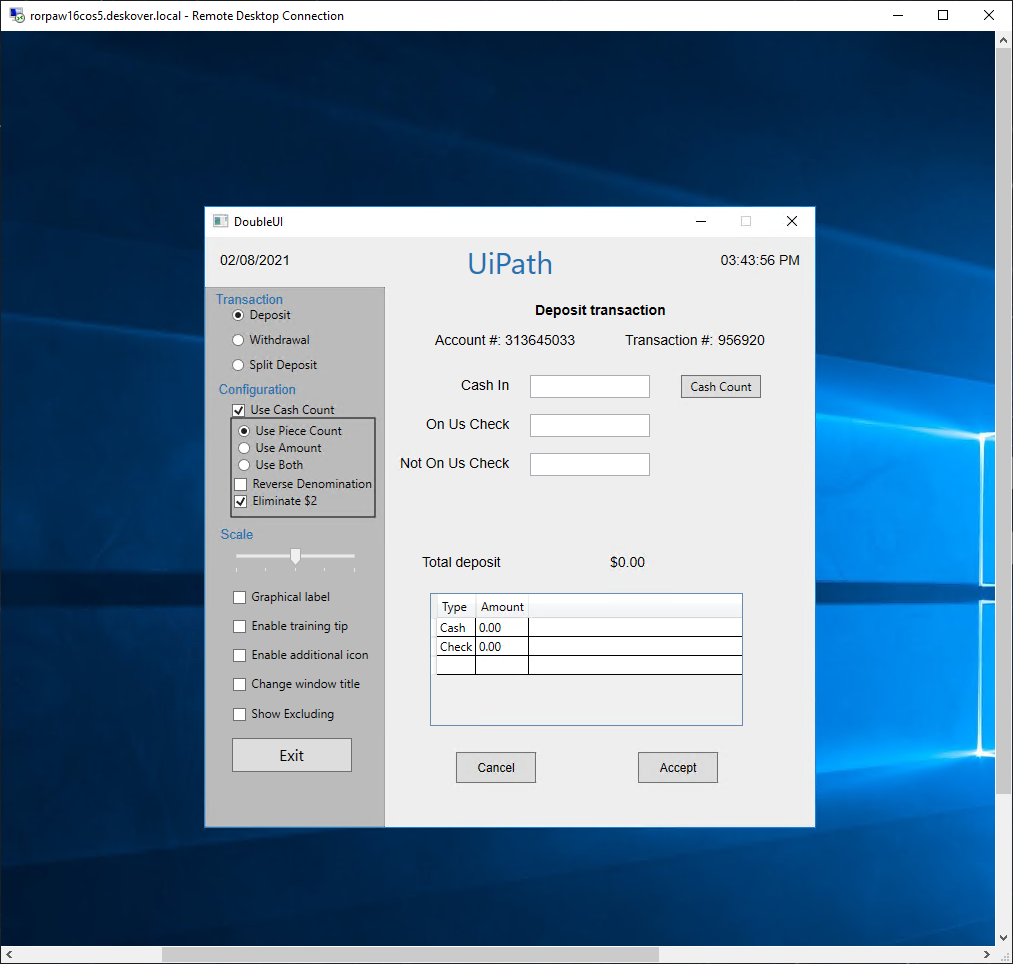 rorpaw16cos5.deskover.local - Remote Desktop Connection
DoubleUI
02/08/2021
UiPath
03:43:56 PM
Transaction
Deposit
Withdrawal
Split Deposit
Configuration
Use Cash Count
Use Piece Count
Use Amount
Use Both
Reverse Denomination
Eliminate $2
Scale
Graphical label
Enable training tip
Enable additional icon
Change window title
Show Excluding
Exit
Deposit transaction
Account #: 313645033 Transaction #: 956920
Cash In
Cash Count
On Us Check
Not On Us Check
Total deposit $0.00
Type Amount
Cash 0.00
Check 0.00
Cancel Accept